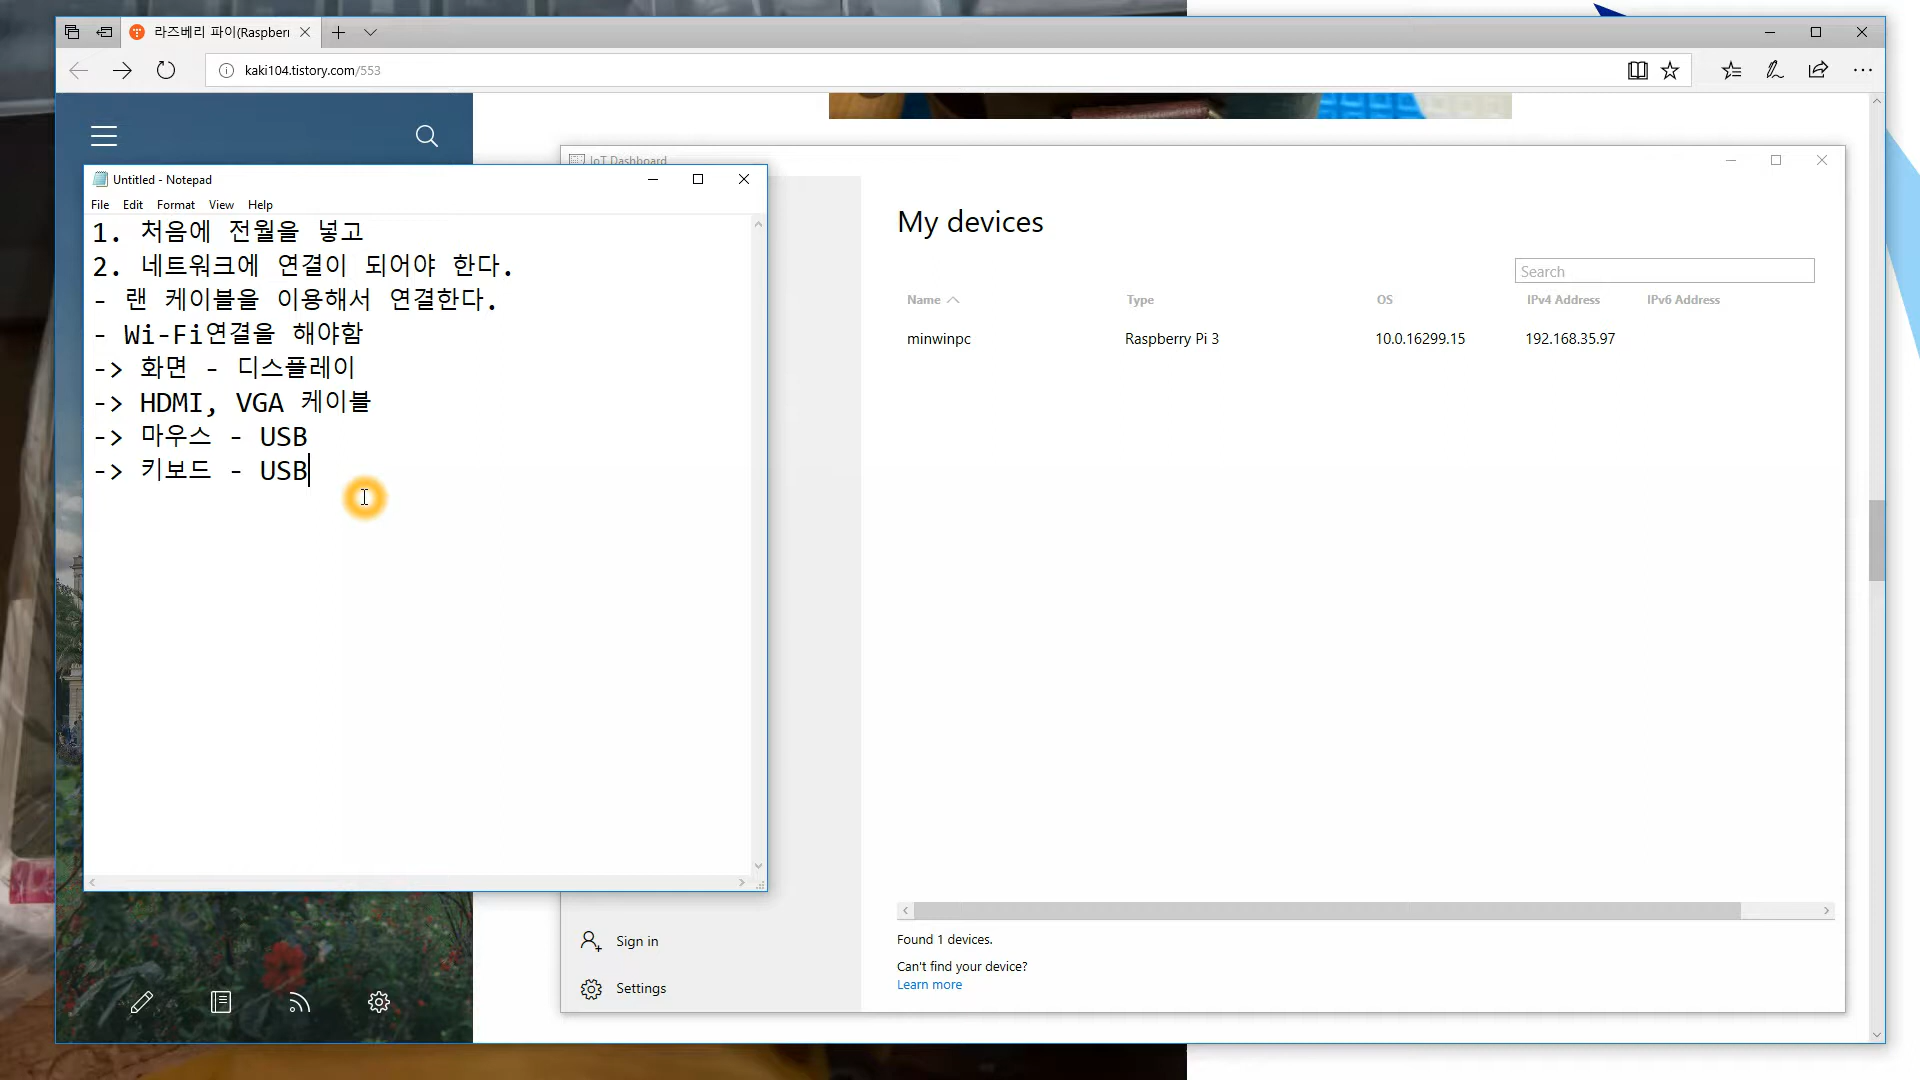 라즈베리 파이(Raspberr
kaki104.tistory.com/553
IoT Dashboard
Untitled - Notepad
File Edit Format View Help
1. 처음에 전월을 넣고
2. 네트워크에 연결이 되어야 한다.
- 랜 케이블을 이용해서 연결한다.
- Wi-Fi연결을 해야함
-> 화면 - 디스플레이
-> HDMI, VGA 케이블
-> 마우스 - USB
-> 키보드 - USB
My devices
Search
Name Type OS IPv4 Address IPv6 Address
minwinpc Raspberry Pi 3 10.0.16299.15 192.168.35.97
Found 1 devices.
Can't find your device?
Learn more
Sign in
Settings